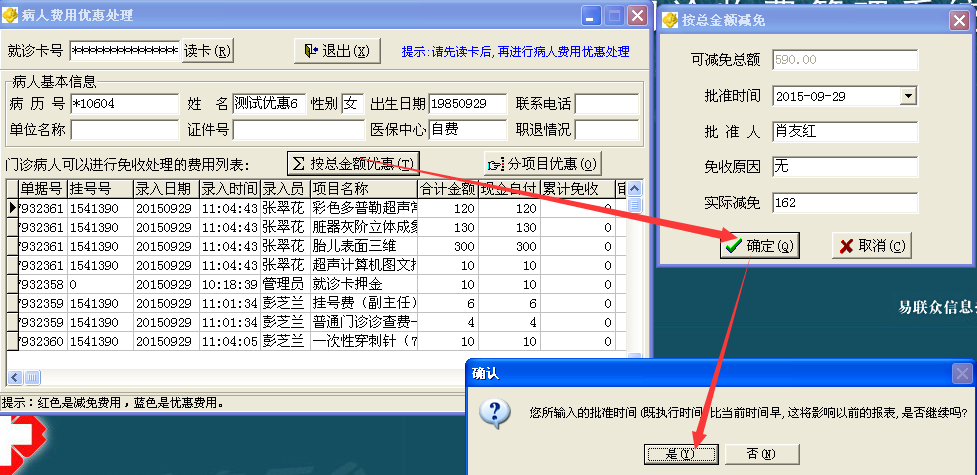 病人费用优惠处理
就诊卡号 **************** 读卡(R) 退出(X) 提示:请先读卡后,再进行病人费用优惠处理
病人基本信息
病 历 号 *10604 姓 名 测试优惠6 性别 女 出生日期 19850929 联系电话
单位名称 证件号 医保中心 自费 职退情况
门诊病人可以进行免收处理的费用列表: Σ 按总金额优惠(T) 分项目优惠(O)
单据号 挂号号 录入日期 录入时间 录入员 项目名称 合计金额 现金自付 累计免收
7932361 1541390 20150929 11:04:43 张翠花 彩色多普勒超声常 120 120 0
7932361 1541390 20150929 11:04:43 张翠花 脏器灰阶立体成象 130 130 0
7932361 1541390 20150929 11:04:43 张翠花 胎儿表面三维 300 300 0
7932361 1541390 20150929 11:04:43 张翠花 超声计算机图文报 10 10 0
7932358 0 20150929 10:18:39 管理员 就诊卡押金 10 10 0
7932359 1541390 20150929 11:01:34 彭芝兰 挂号费（副主任） 6 6 0
7932359 1541390 20150929 11:01:34 彭芝兰 普通门诊诊查费- 4 4 0
7932360 1541390 20150929 11:04:05 彭芝兰 一次性穿刺针（7 10 10 0
提示：红色是减免费用，蓝色是优惠费用。
按总金额减免
可减免总额 590.00
批准时间 2015-09-29
批 准 人 肖友红
免收原因 无
实际减免 162
确定(Q) 取消(C)
易联众信息
确认
您所输入的批准时间(既执行时间)比当前时间早,这将影响以前的报表,是否继续吗?
是(Y) 否(N)